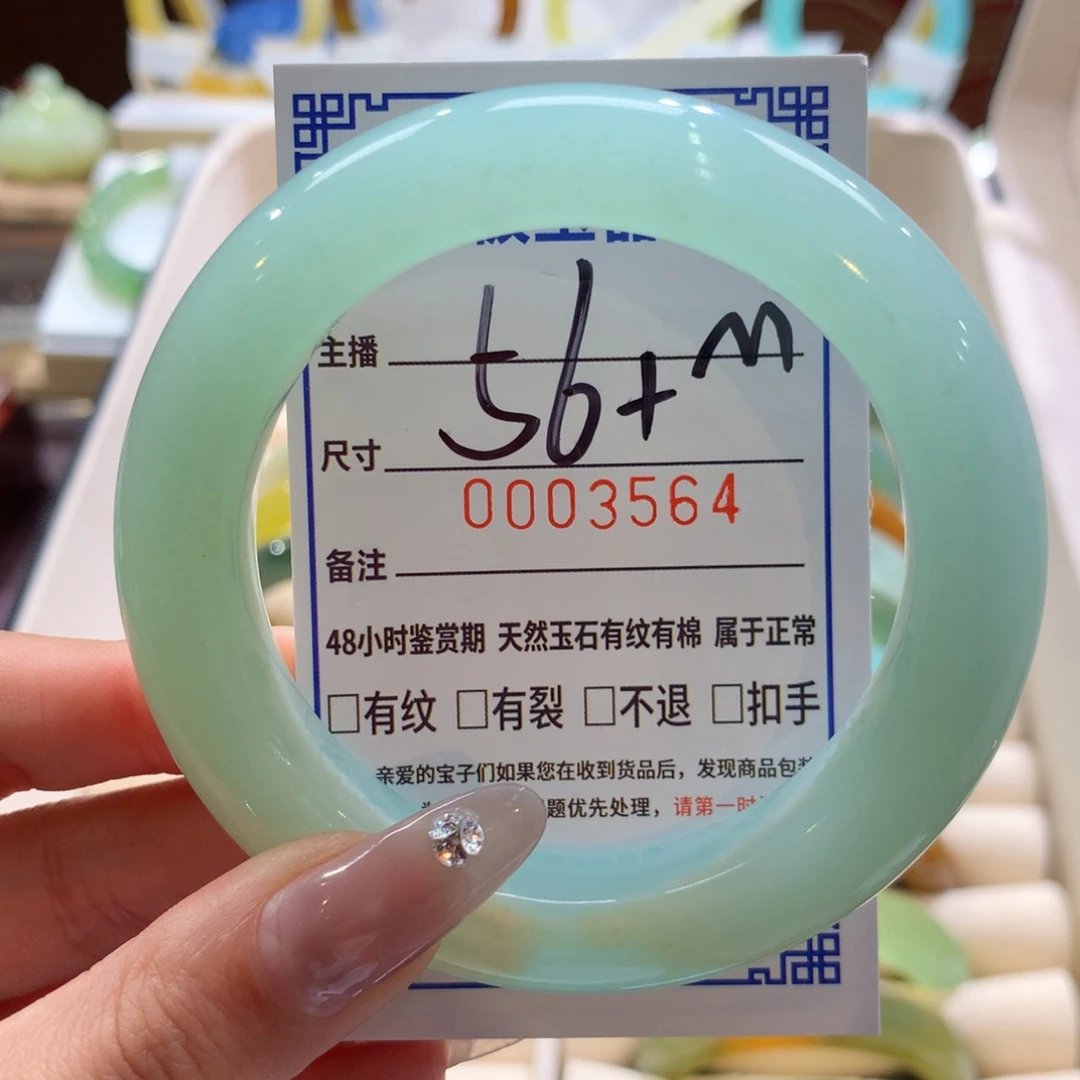 主播
56+ M
尺寸
0003564
备注
48小时鉴赏期 天然玉石有纹有棉 属于正常
□有纹 □有裂 □不退 □扣手
亲爱的宝子们如果您在收到货品后，发现商品包装
题优先处理，请第一时